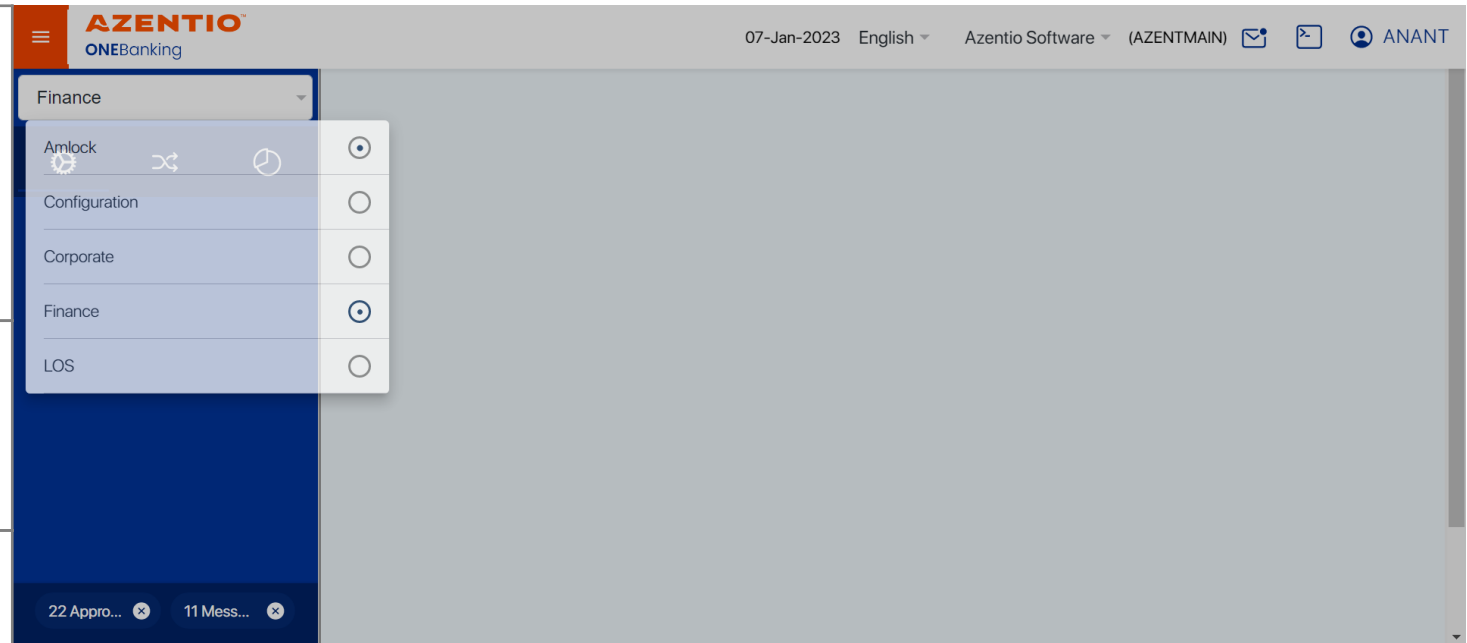 AZENTIO™
ONEBanking
07-Jan-2023 English Azentio Software (AZENTMAIN) ANANT
Finance
Amlock
Configuration
Corporate
Finance
LOS
22 Appro... 11 Mess...